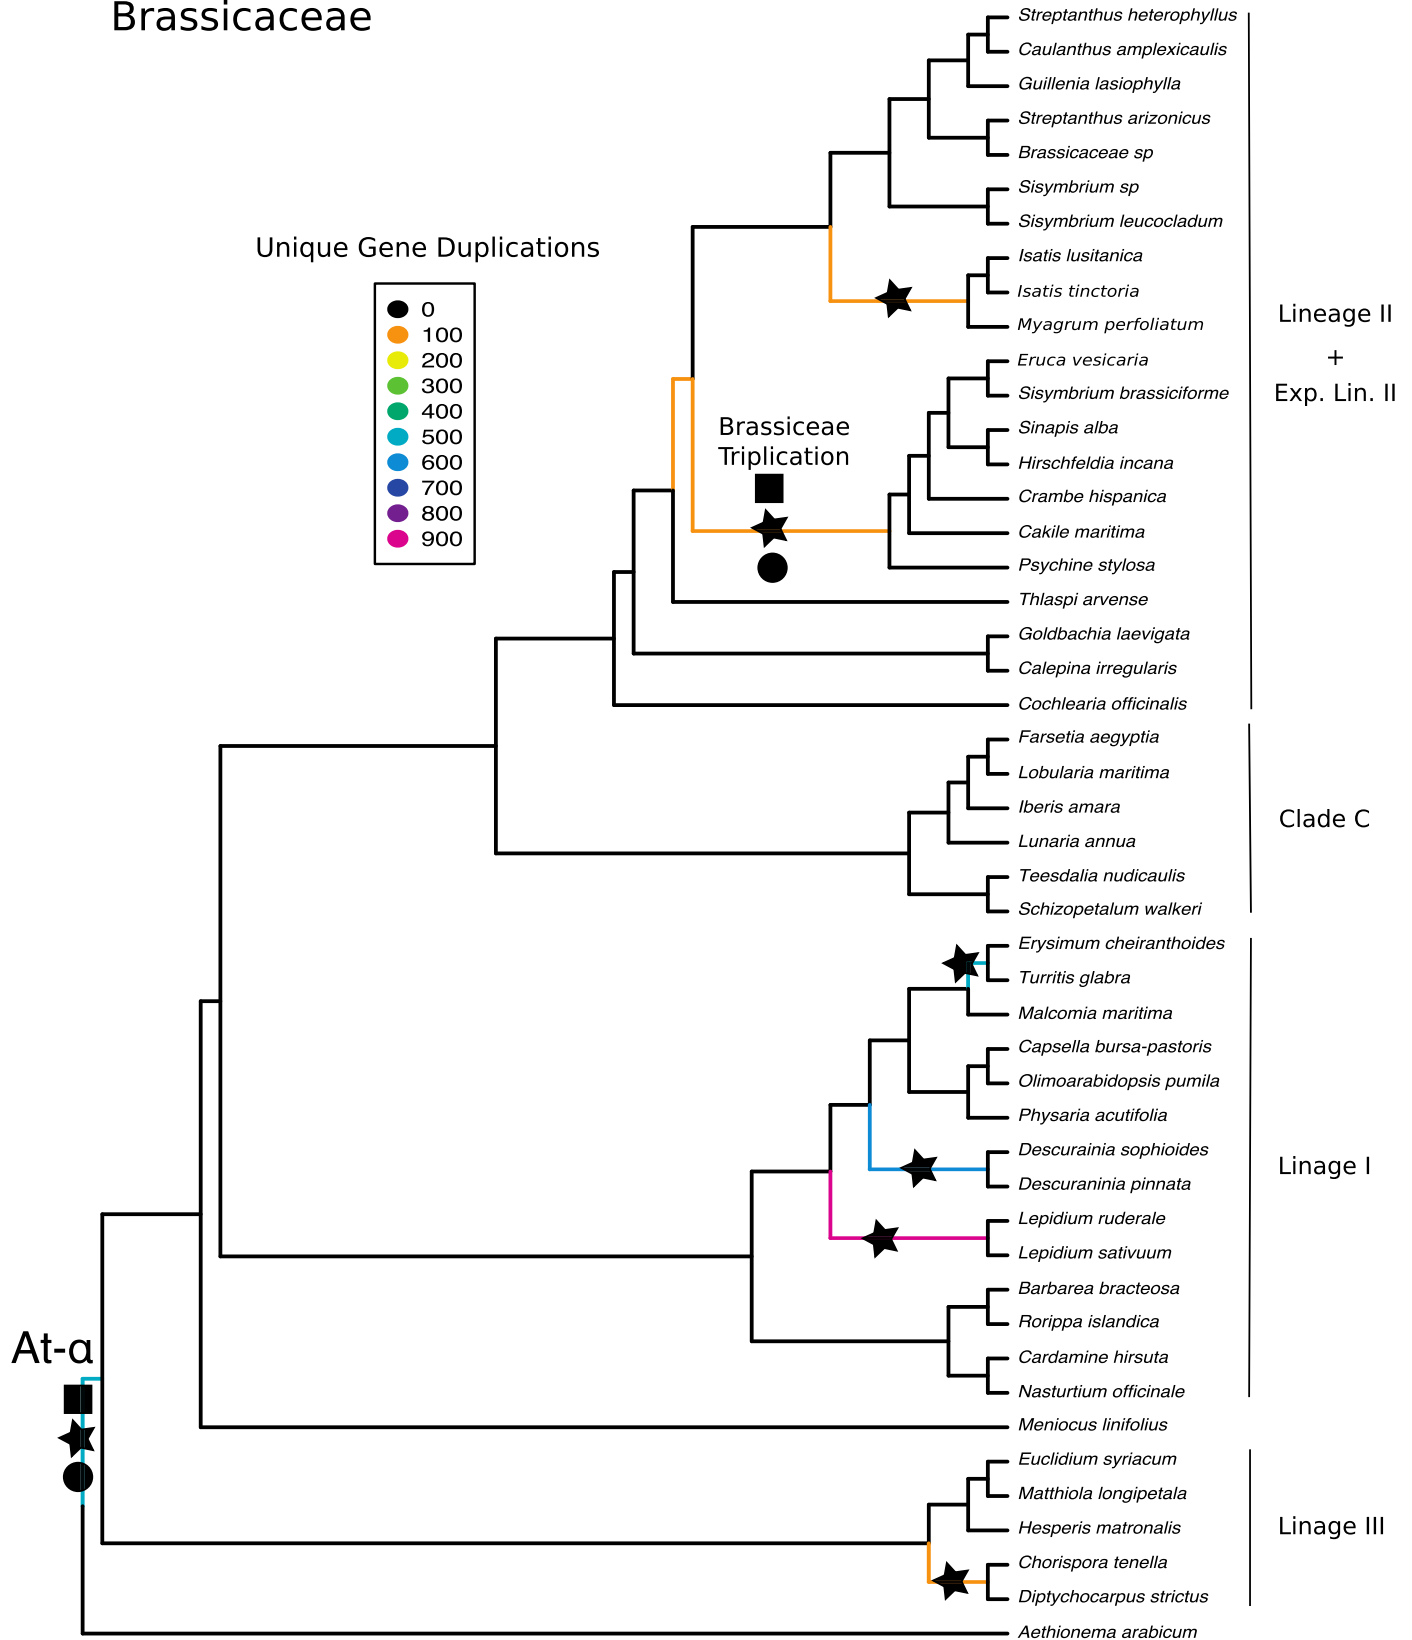 Brassicaceae
Streptanthus heterophyllus
Caulanthus amplexicaulis
Guillenia lasiophylla
Streptanthus arizonicus
Brassicaceae sp
Sisymbrium sp
Sisymbrium leucocladum
Isatis lusitanica
Isatis tinctoria
Myagrum perfoliatum
Eruca vesicaria
Sisymbrium brassiciforme
Sinapis alba
Hirschfeldia incana
Crambe hispanica
Cakile maritima
Psychine stylosa
Thlaspi arvense
Goldbachia laevigata
Calepina irregularis
Cochlearia officinalis
Lineage II
+
Exp. Lin. II
Unique Gene Duplications
0
100
200
300
400
500
600
700
800
900
Brassiceae
Triplication
Farsetia aegyptia
Lobularia maritima
Iberis amara
Lunaria annua
Teesdalia nudicaulis
Schizopetalum walkeri
Clade C
Erysimum cheiranthoides
Turritis glabra
Malcomia maritima
Capsella bursa-pastoris
Olimoarabidopsis pumila
Physaria acutifolia
Descurainia sophioides
Descuraninia pinnata
Lepidium ruderale
Lepidium sativuum
Barbarea bracteosa
Rorippa islandica
Cardamine hirsuta
Nasturtium officinale
Linage I
At-α
Meniocus linifolius
Euclidium syriacum
Matthiola longipetala
Hesperis matronalis
Chorispora tenella
Diptychocarpus strictus
Linage III
Aethionema arabicum